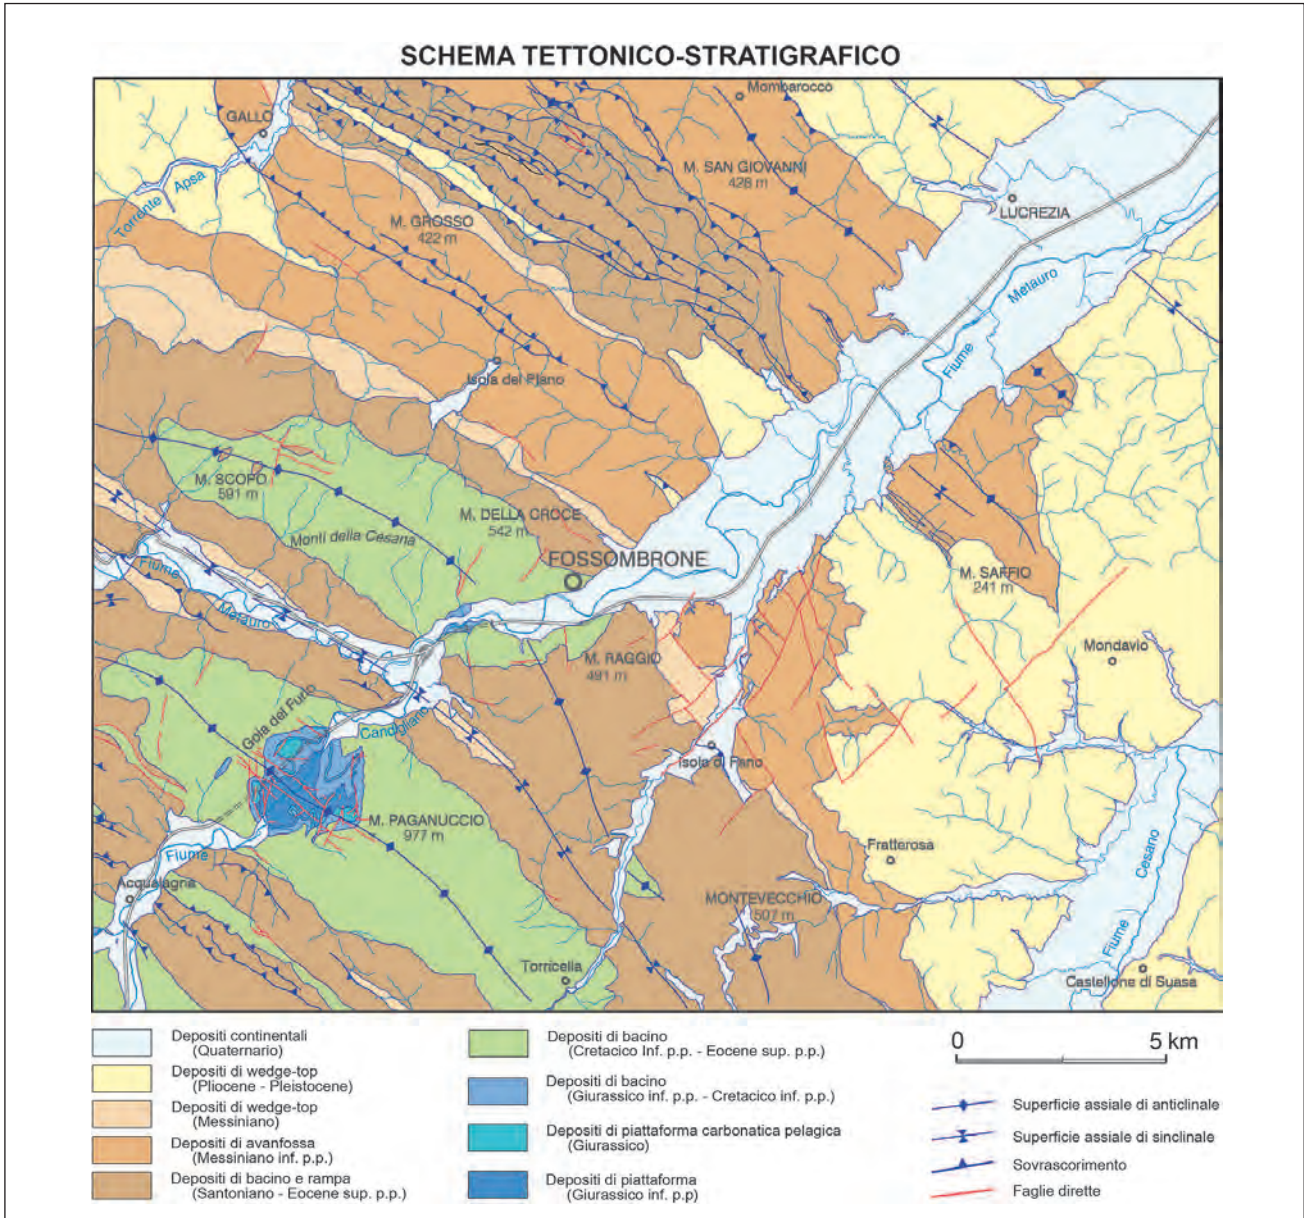 SCHEMA TETTONICO-STRATIGRAFICO
Mombarocco
GALLO
M. SAN GIOVANNI
428 m
Torronte Apsa
LUCREZIA
M. GROSSO
422 m
Metauro
Fiume
Isola del Piano
M. SCOPO
591 m
M. DELLA CROCE
542 m
Monti della Cesana
FOSSOMBRONE
Fiume
Metauro
M. SAFFIO
241 m
Mondavio
M. RAGGIO
491 m
Gola del Furlo
Candigliano
Isola di Fano
M. PAGANUCCIO
977 m
Fiume
Fratterosa
Cesano
Acqualagna
MONTEVECCHIO
507 m
Fiume
Torricella
Castellone di Suasa
Depositi continentali
(Quaternario)
Depositi di wedge-top
(Pliocene - Pleistocene)
Depositi di wedge-top
(Messiniano)
Depositi di avanfossa
(Messiniano inf. p.p.)
Depositi di bacino e rampa
(Santoniano - Eocene sup. p.p.)
Depositi di bacino
(Cretacico Inf. p.p. - Eocene sup. p.p.)
Depositi di bacino
(Giurassico inf. p.p. - Cretacico inf. p.p.)
Depositi di piattaforma carbonatica pelagica
(Giurassico)
Depositi di piattaforma
(Giurassico inf. p.p)
0 5 km
Superficie assiale di anticlinale
Superficie assiale di sinclinale
Sovrascorimento
Faglie dirette